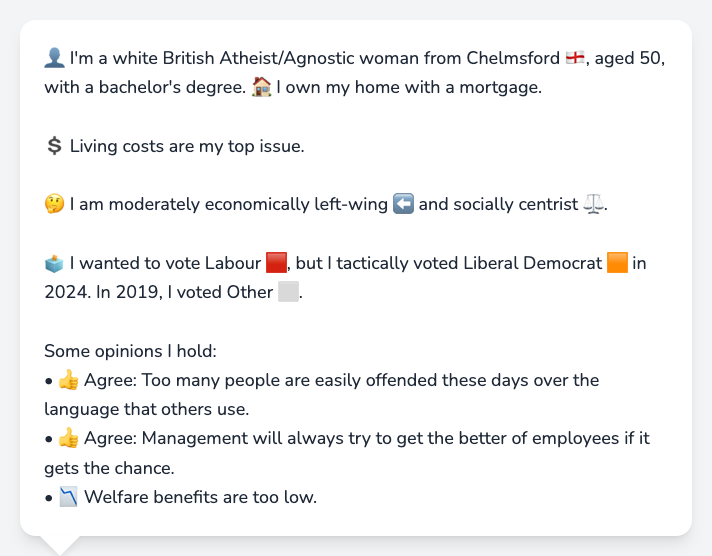 👤 I'm a white British Atheist/Agnostic woman from Chelmsford 🏴󠁧󠁢󠁥󠁮󠁧󠁿, aged 50,
with a bachelor's degree. 🏠 I own my home with a mortgage.
💲 Living costs are my top issue.
🤔 I am moderately economically left-wing ⬅️ and socially centrist ⚖️.
🗳️ I wanted to vote Labour 🟥, but I tactically voted Liberal Democrat 🟧 in
2024. In 2019, I voted Other ⬜.
Some opinions I hold:
• 👍 Agree: Too many people are easily offended these days over the
language that others use.
• 👍 Agree: Management will always try to get the better of employees if it
gets the chance.
• 📉 Welfare benefits are too low.